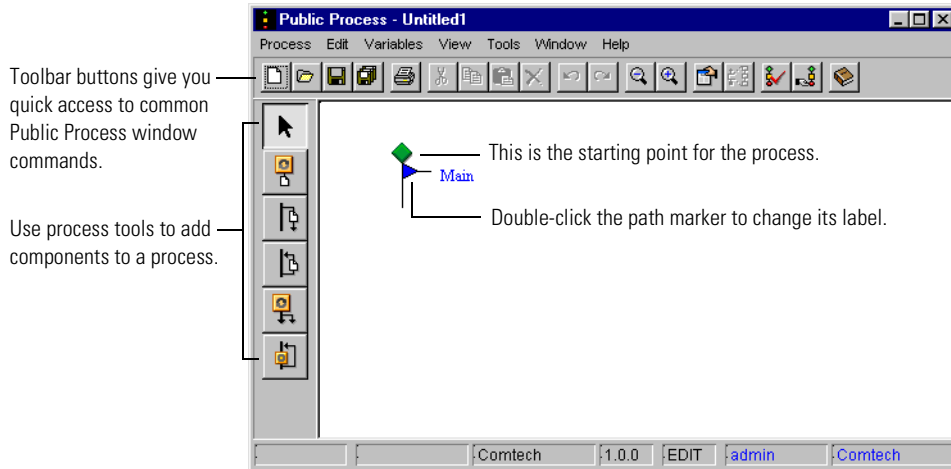 Public Process - Untitled1
Process Edit Variables View Tools Window Help
Toolbar buttons give you
quick access to common
Public Process window
commands.
This is the starting point for the process.
Main
Double-click the path marker to change its label.
Use process tools to add
components to a process.
Comtech 1.0.0 EDIT admin Comtech